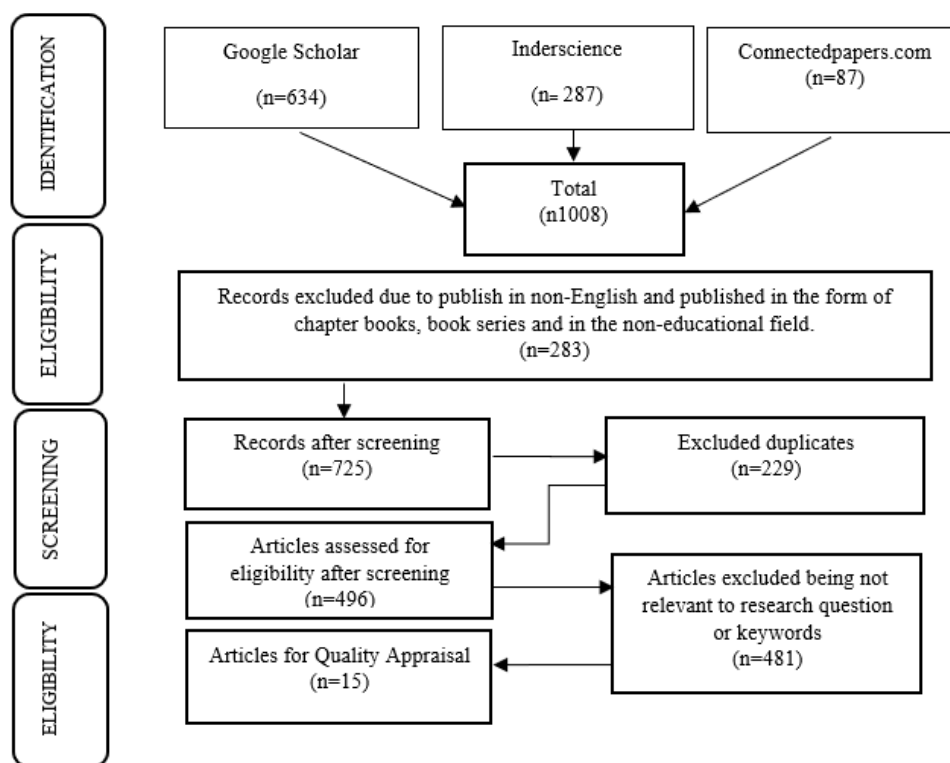 IDENTIFICATION
Google Scholar
(n=634)
Inderscience
(n= 287)
Connectedpapers.com
(n=87)
Total
(n1008)
ELIGIBILITY
Records excluded due to publish in non-English and published in the form of
chapter books, book series and in the non-educational field.
(n=283)
SCREENING
Records after screening
(n=725)
Excluded duplicates
(n=229)
Articles assessed for
eligibility after screening
(n=496)
Articles excluded being not
relevant to research question
or keywords
(n=481)
ELIGIBILITY
Articles for Quality Appraisal
(n=15)